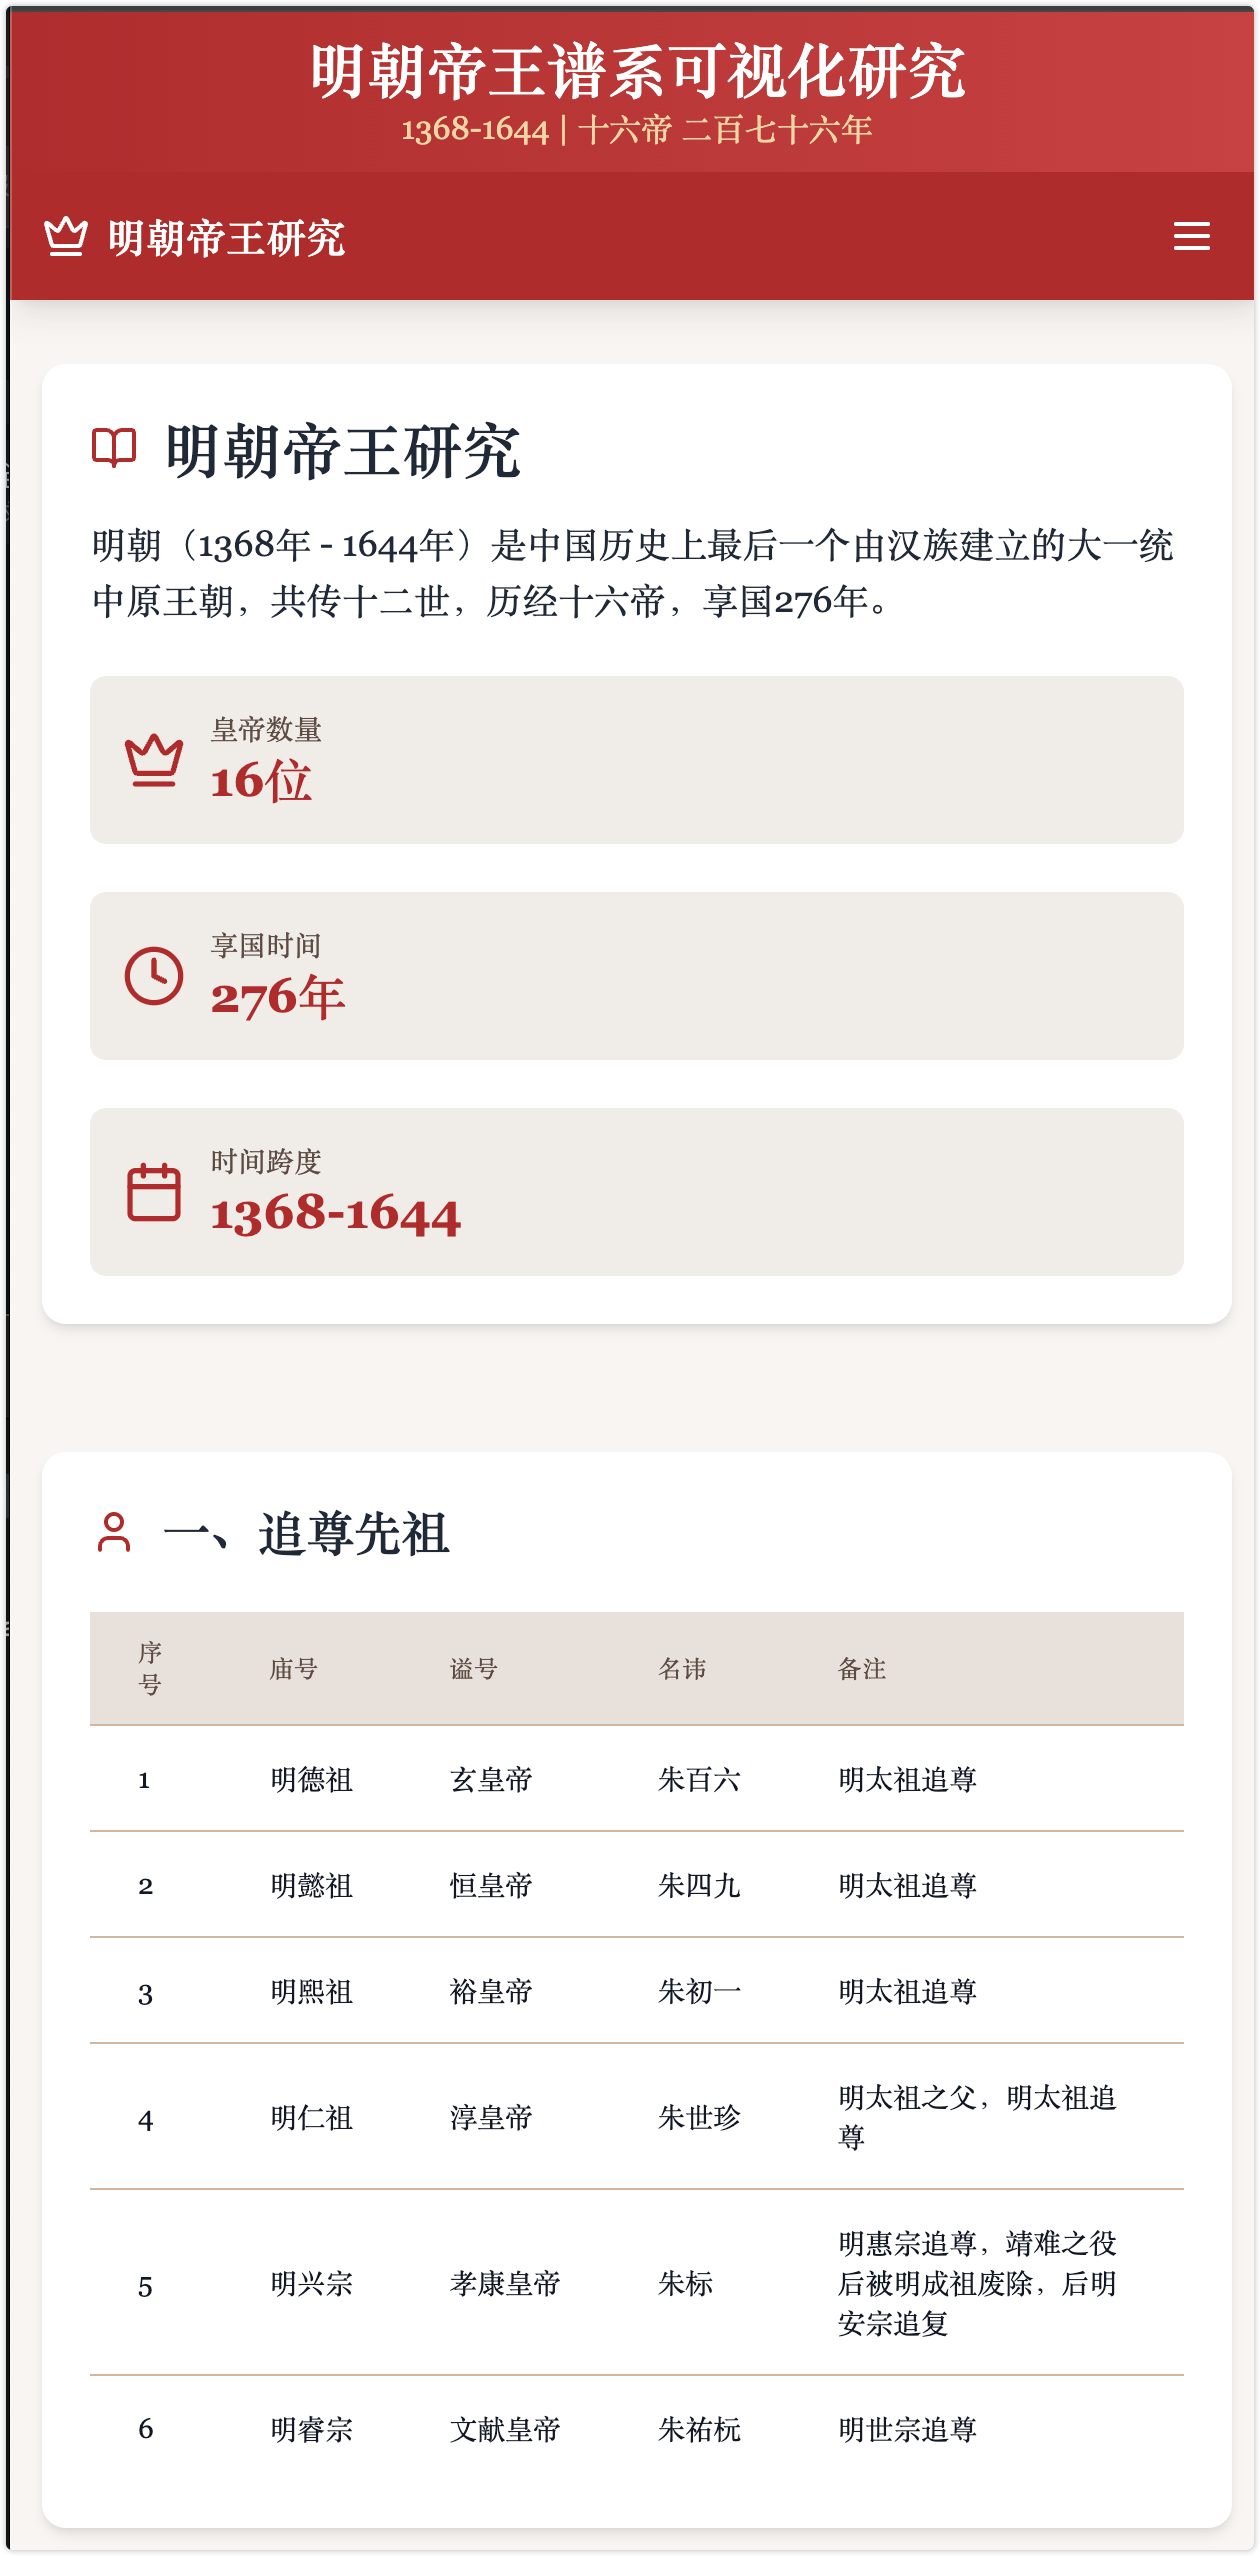 明朝帝王谱系可视化研究
1368-1644 | 十六帝 二百七十六年
明朝帝王研究
明朝帝王研究
明朝（1368年 - 1644年）是中国历史上最后一个由汉族建立的大一统
中原王朝，共传十二世，历经十六帝，享国276年。
皇帝数量
16位
享国时间
276年
时间跨度
1368-1644
一、追尊先祖
序号 庙号 谥号 名讳 备注
1 明德祖 玄皇帝 朱百六 明太祖追尊
2 明懿祖 恒皇帝 朱四九 明太祖追尊
3 明熙祖 裕皇帝 朱初一 明太祖追尊
4 明仁祖 淳皇帝 朱世珍 明太祖之父，明太祖追
尊
5 明兴宗 孝康皇帝 朱标 明惠宗追尊，靖难之役
后被明成祖废除，后明
安宗追复
6 明睿宗 文献皇帝 朱祐杬 明世宗追尊